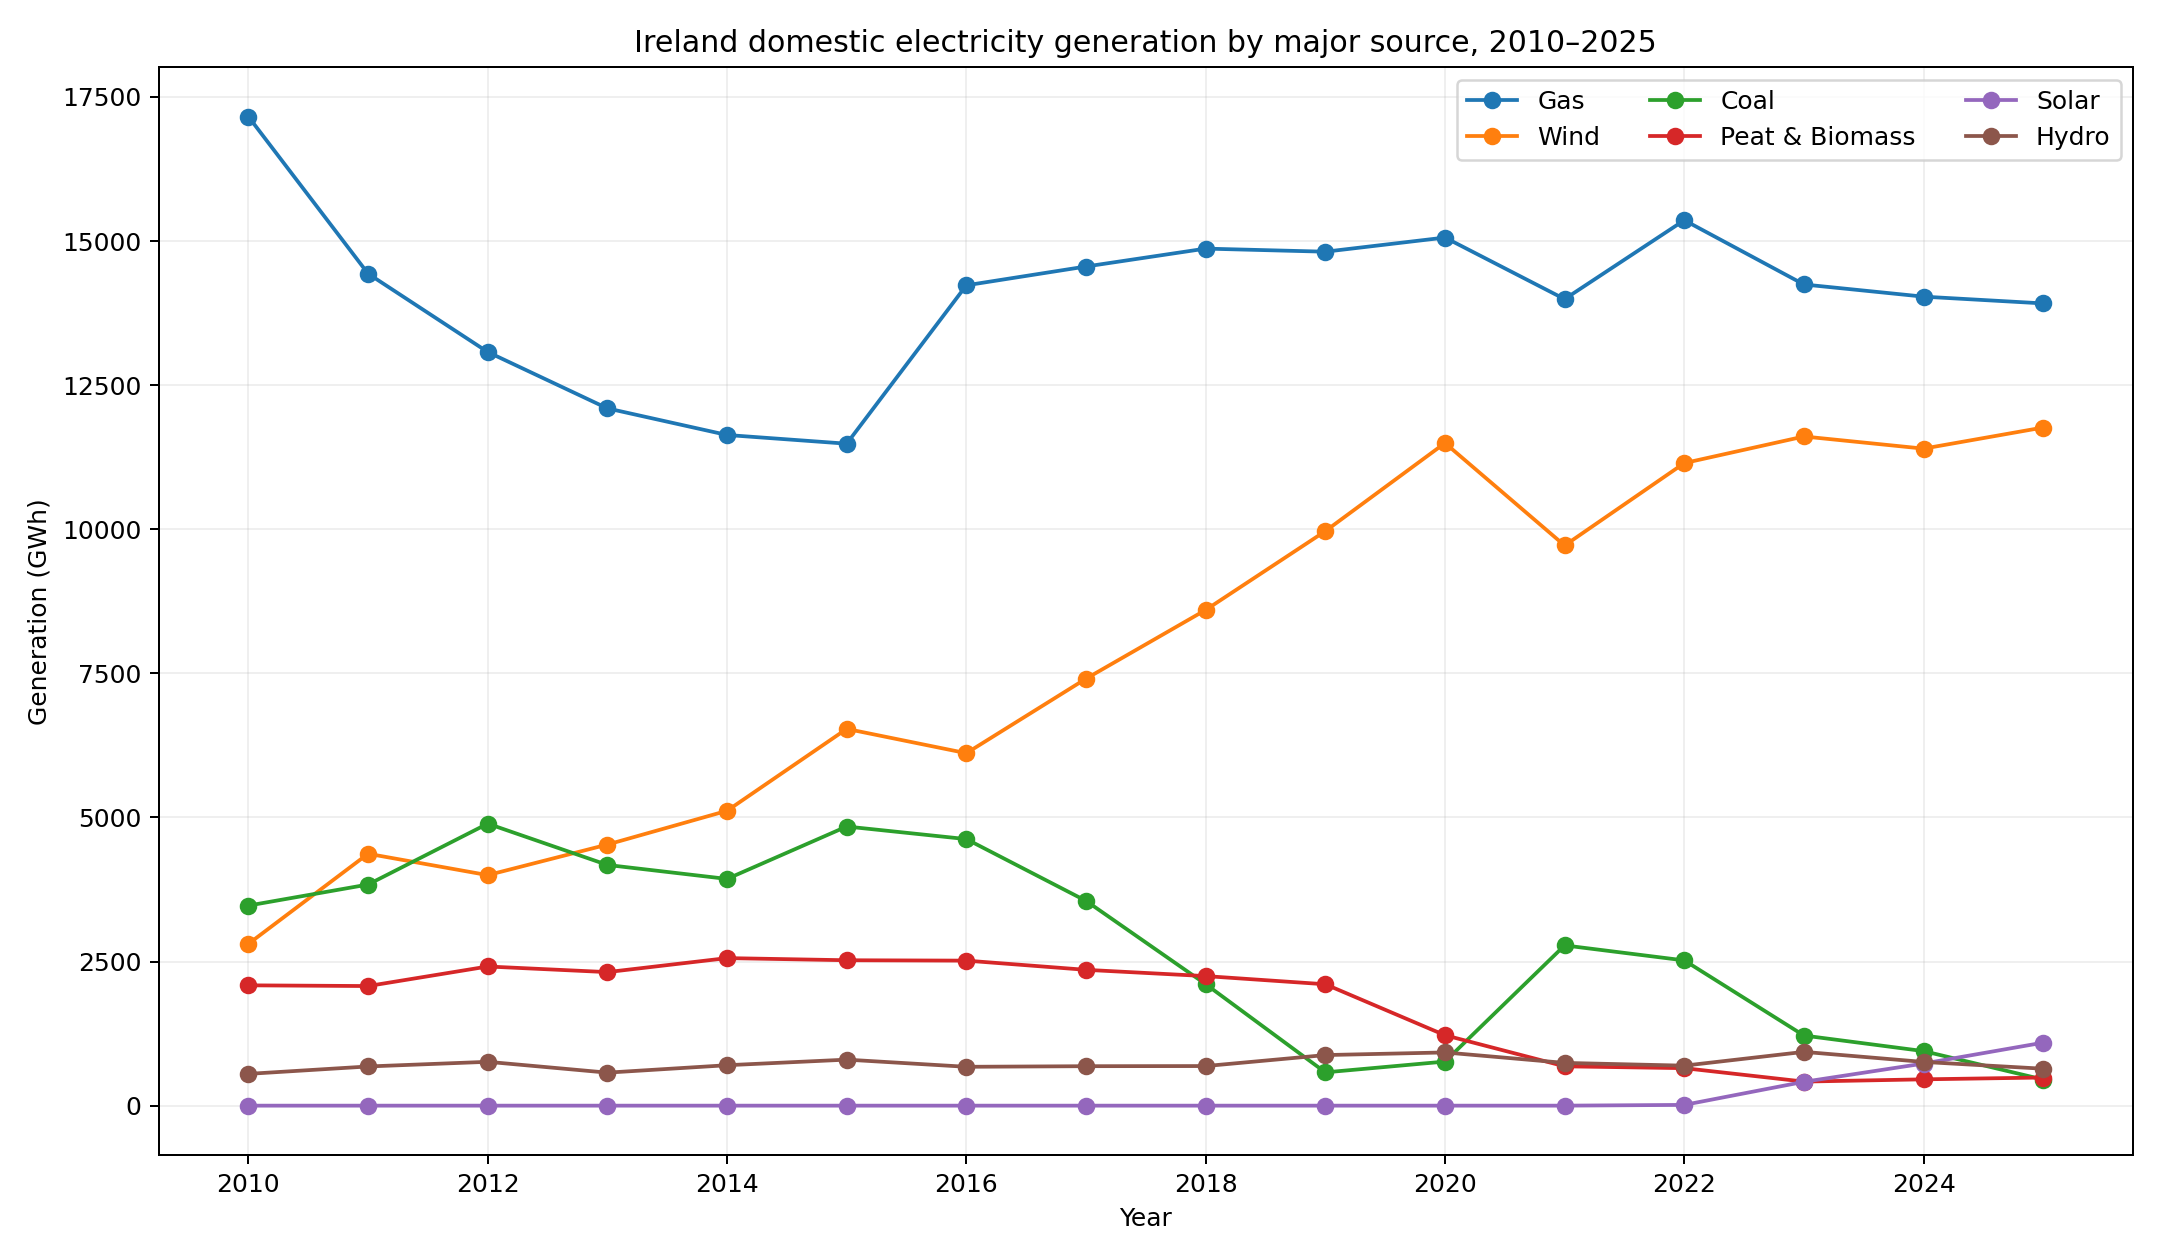 Ireland domestic electricity generation by major source, 2010–2025
Gas
Wind
Coal
Peat & Biomass
Solar
Hydro
Generation (GWh)
17500
15000
12500
10000
7500
5000
2500
0
2010
2012
2014
2016
2018
2020
2022
2024
Year